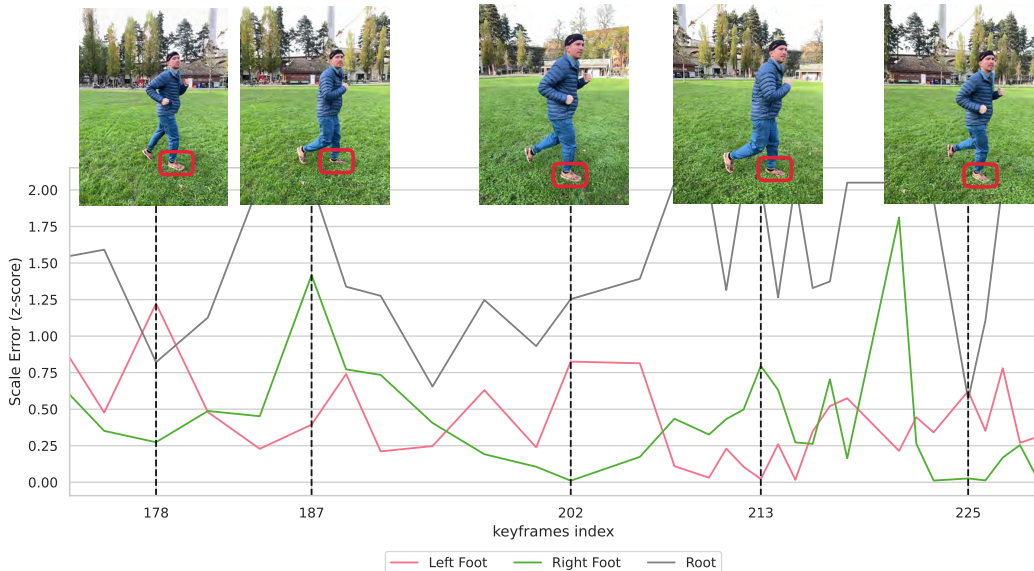 2.00
1.75
1.50
1.25
1.00
0.75
0.50
0.25
0.00
Scale Error (z-score)
178 187 202 213 225
keyframes index
Left Foot Right Foot Root